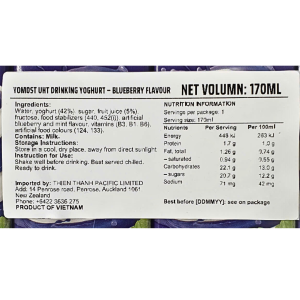 YOMOST UHT DRINKING YOGHURT – BLUEBERRY FLAVOUR
NET VOLUMN: 170ML
Ingredients:
Water, yoghurt (42%), sugar, fruit juice (5%),
fructose, food stabilizers (440, 452(i)), artificial
blueberry and mint flavour, vitamins (B3, B1, B6),
artificial food colours (124, 133).
Contains: Milk.
Storage Instructions:
Store in a cool, dry place, away from direct sunlight.
Instruction for Use:
Shake well before drinking. Best served chilled.
Ready to drink.
Imported by: THIEN THANH PACIFIC LIMITED
Add: 14 Penrose road, Penrose, Auckland 1061
New Zealand
Phone: +6422 3636 275
PRODUCT OF VIETNAM
NUTRITION INFORMATION
Servings per package: 1
Serving size: 170ml
Nutrients Per Serving Per 100ml
Energy 448 kJ 263 kJ
Protein 1.7 g 1.0 g
Fat, total 1.26 g 0.74 g
– saturated 0.94 g 0.55 g
Carbohydrates 22.1 g 13.0 g
– sugars 20.7 g 12.2 g
Sodium 71 mg 42 mg
Best before (DDMMYY): see on package